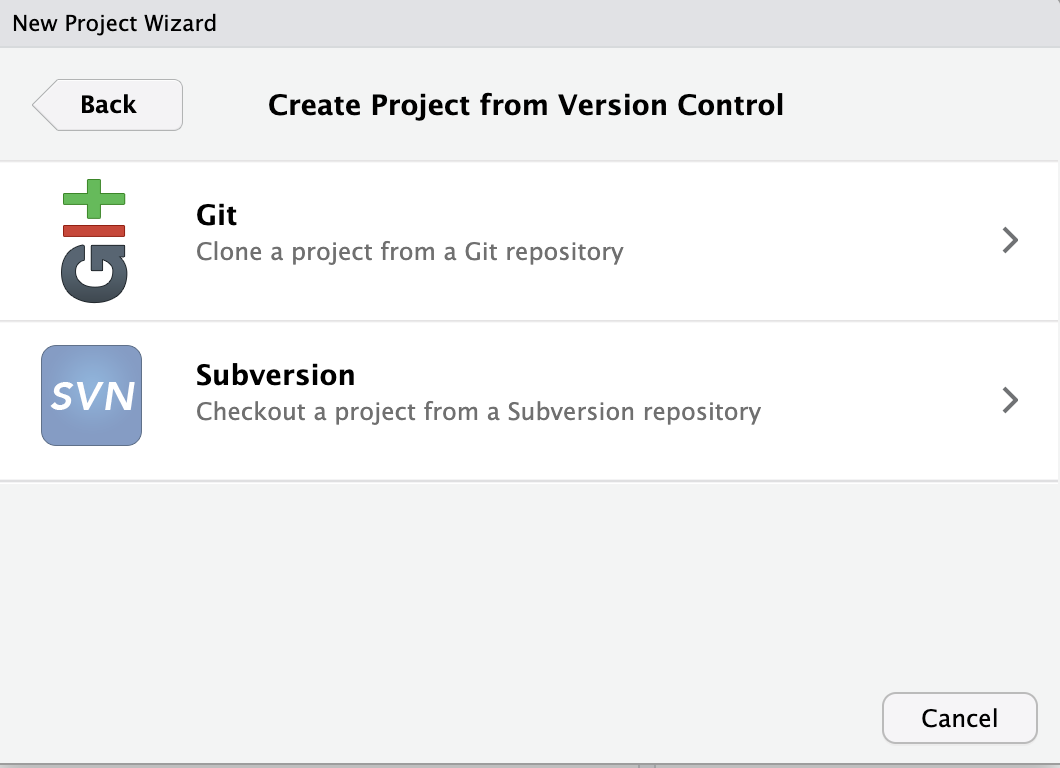 New Project Wizard
Back
Create Project from Version Control
Git
Git
Clone a project from a Git repository
SVN
Subversion
Checkout a project from a Subversion repository
Cancel